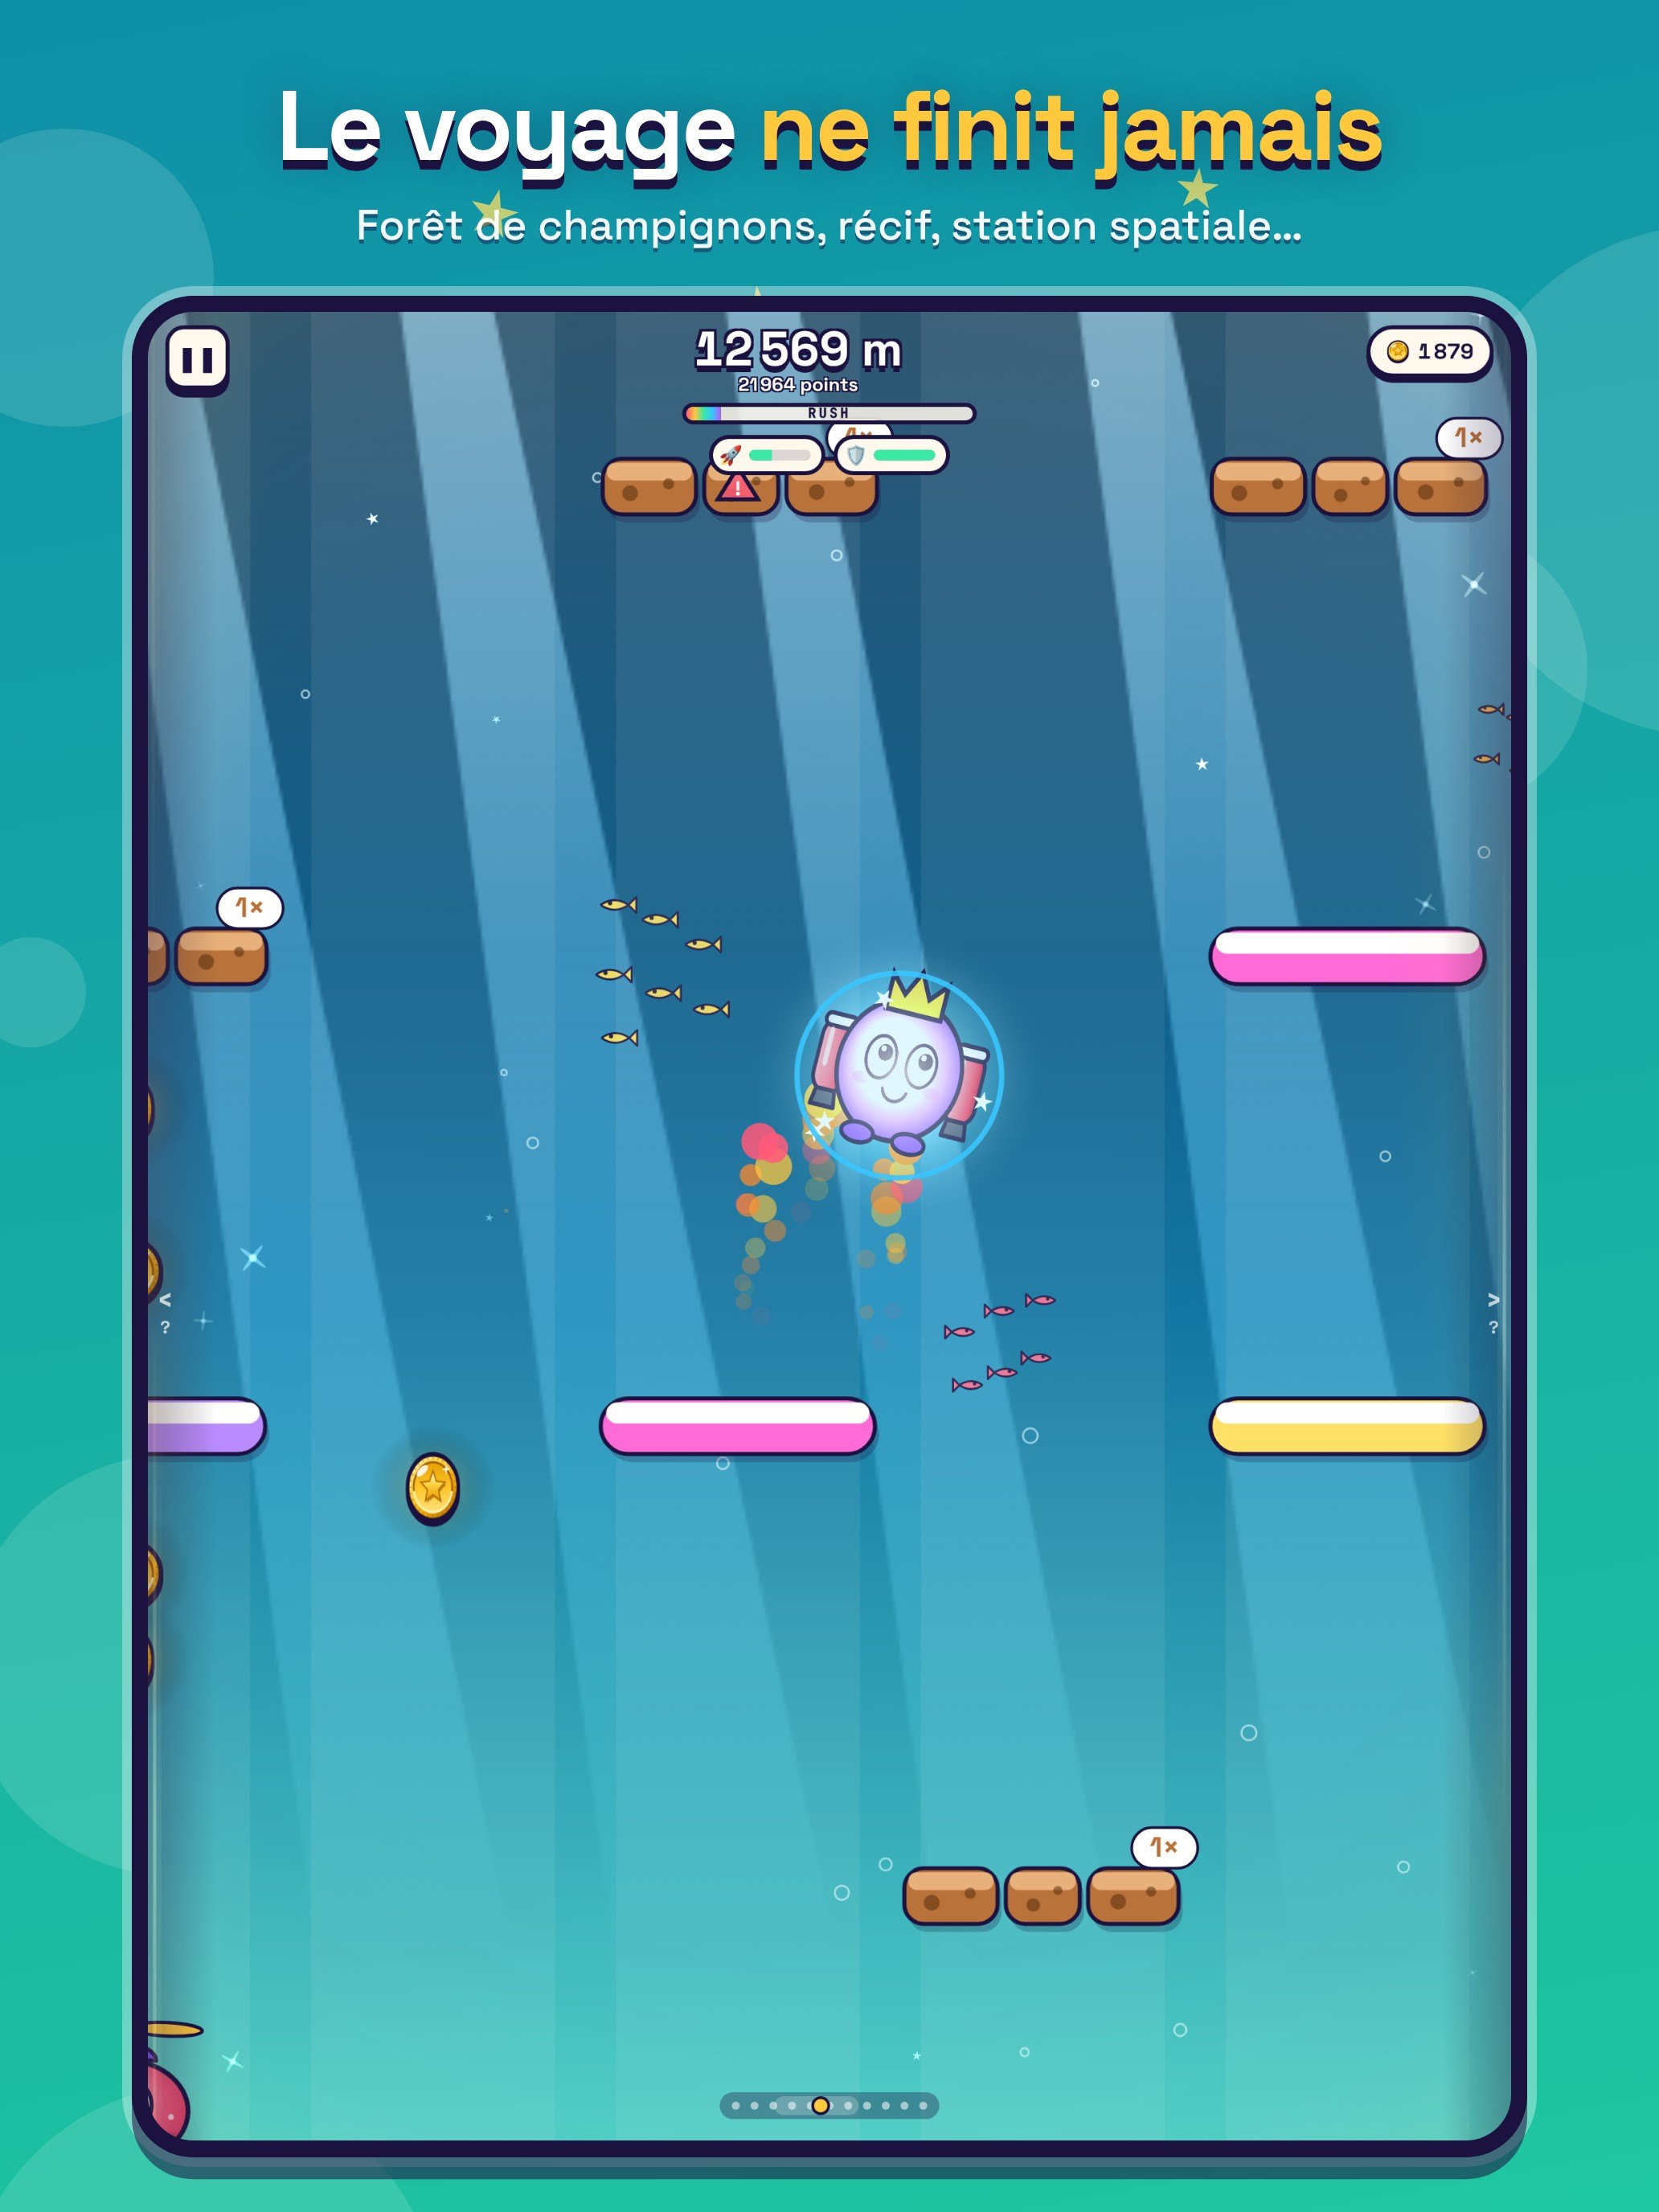 Le voyage ne finit jamais
Forêt de champignons, récif, station spatiale...
12 569 m
1 879
21 964 points
RUSH
1×
1×
!
1×
<
>
?
?
1×